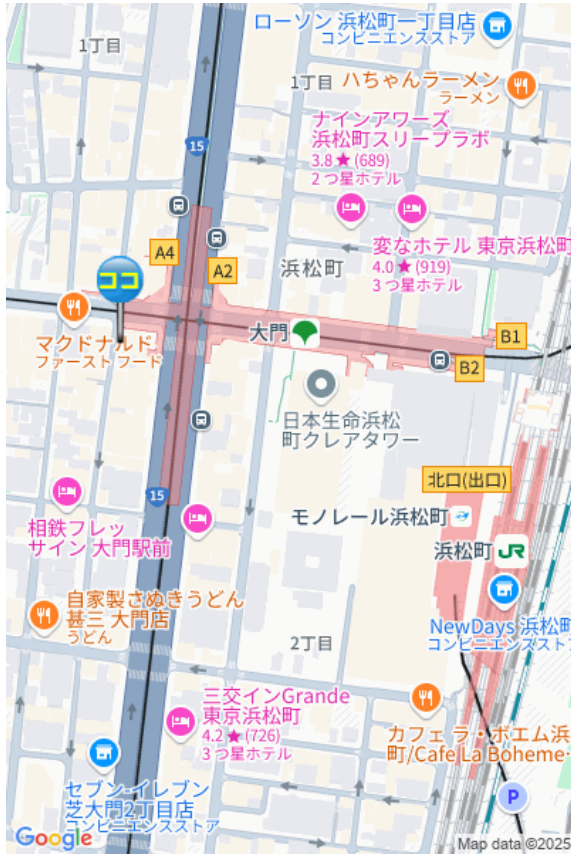 ローソン 浜松町一丁目店
コンビニエンスストア
1丁目
1丁目
ハちゃんラーメン
ラーメン
ナインアワーズ
浜松町スリープラボ
3.8 ★ (689)
2 つ星ホテル
15
A4
A2
浜松町
変なホテル 東京浜松町
4.0 ★ (919)
3 つ星ホテル
ココ
マクドナルド
ファースト フード
大門
B1
B2
日本生命浜松
町クレアタワー
北口(出口)
15
相鉄フレッ
サイン 大門駅前
モノレール浜松町
浜松町 JR
自家製さぬきうどん
甚三 大門店
うどん
NewDays 浜松町
コンビニエンススト
2丁目
三交インGrande
東京浜松町
4.2 ★ (726)
3 つ星ホテル
カフェ ラ・ボエム浜
町/Cafe La Boheme
セブン-イレブン
芝大門2丁目店
コンビニエンスストア
P
Google
Map data ©2025